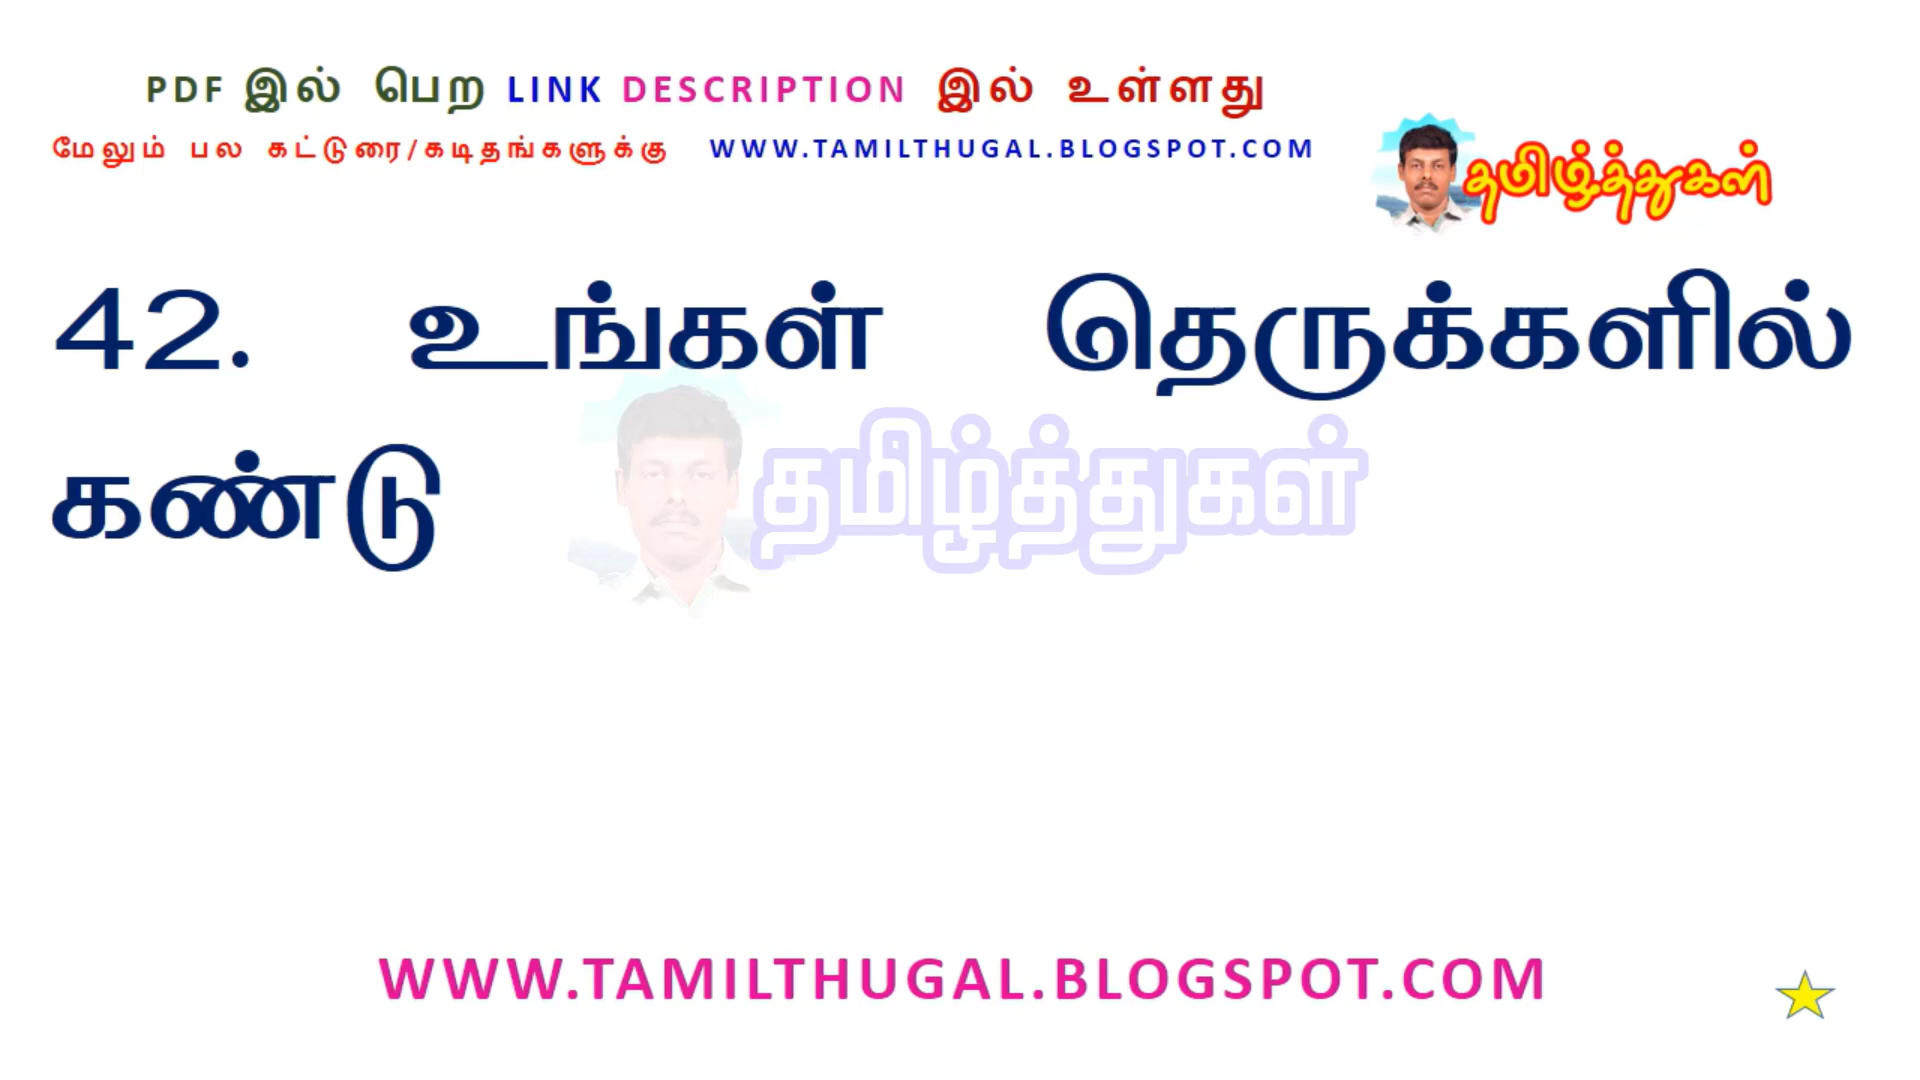 PDF இல் பெற LINK DESCRIPTION இல் உள்ளது
மேலும் பல கட்டுரை/கடிதங்களுக்கு WWW.TAMILTHUGAL.BLOGSPOT.COM
தமிழ்த்துகள்
42. உங்கள் தெருக்களில்
கண்டு
தமிழ்த்துகள்
WWW.TAMILTHUGAL.BLOGSPOT.COM